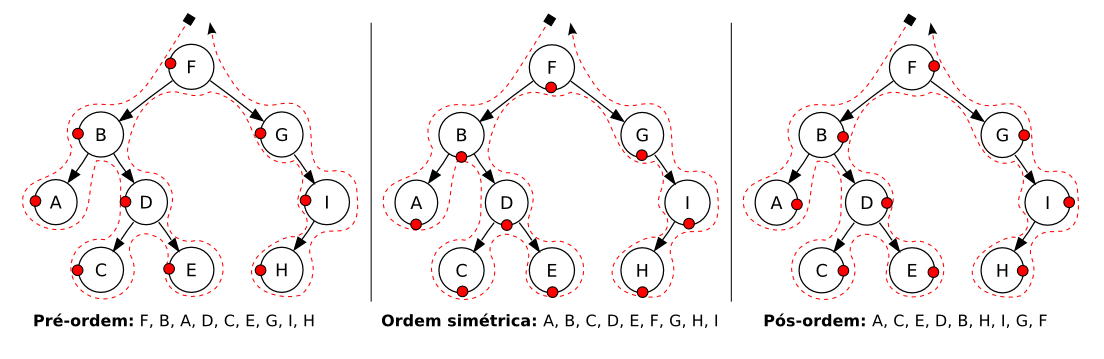 F
B
G
A
D
I
C
E
H
Pré-ordem: F, B, A, D, C, E, G, I, H
F
B
G
A
D
I
C
E
H
Ordem simétrica: A, B, C, D, E, F, G, H, I
F
B
G
A
D
I
C
E
H
Pós-ordem: A, C, E, D, B, H, I, G, F